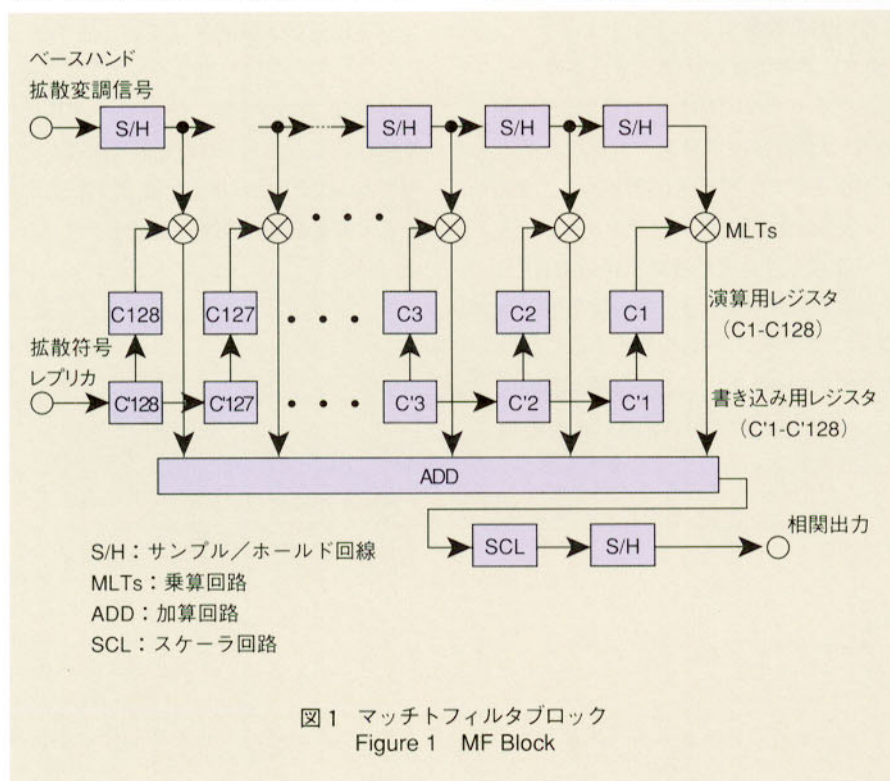 ベースハンド
拡散変調信号
S/H S/H S/H S/H
MLTs
C128 C127 C3 C2 C1
演算用レジスタ
(C1-C128)
拡散符号
レプリカ
C'128 C'127 C'3 C'2 C'1
書き込み用レジスタ
(C'1-C'128)
ADD
相関出力
SCL S/H
S/H:サンプル/ホールド回線
MLTs:乗算回路
ADD:加算回路
SCL:スケーラ回路
図1 マッチトフィルタブロック
Figure 1 MF Block